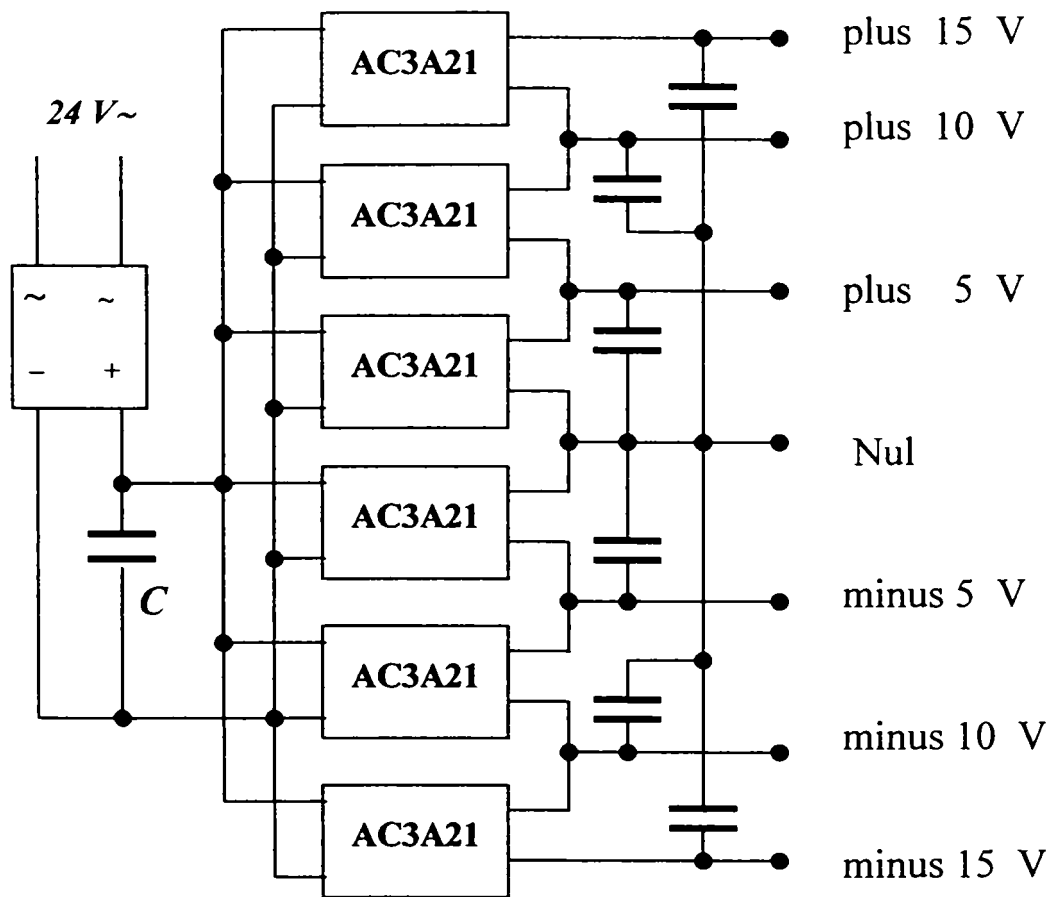 24 V~
~ ~
− +
C
AC3A21
AC3A21
AC3A21
AC3A21
AC3A21
AC3A21
plus 15 V
plus 10 V
plus 5 V
Nul
minus 5 V
minus 10 V
minus 15 V